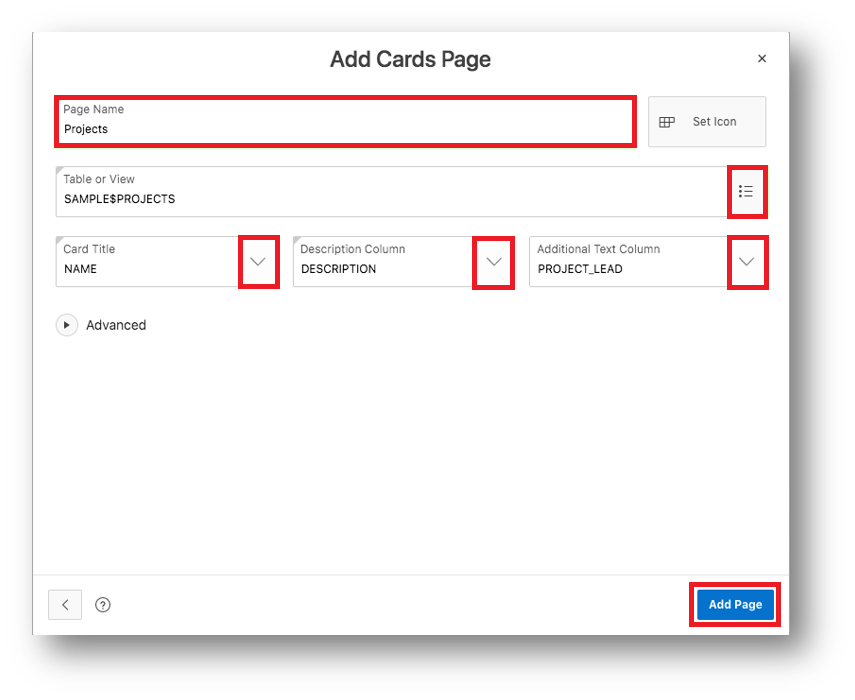 Add Cards Page
Page Name
Projects
Set Icon
Table or View
SAMPLE$PROJECTS
Card Title
NAME
Description Column
DESCRIPTION
Additional Text Column
PROJECT_LEAD
Advanced
Add Page